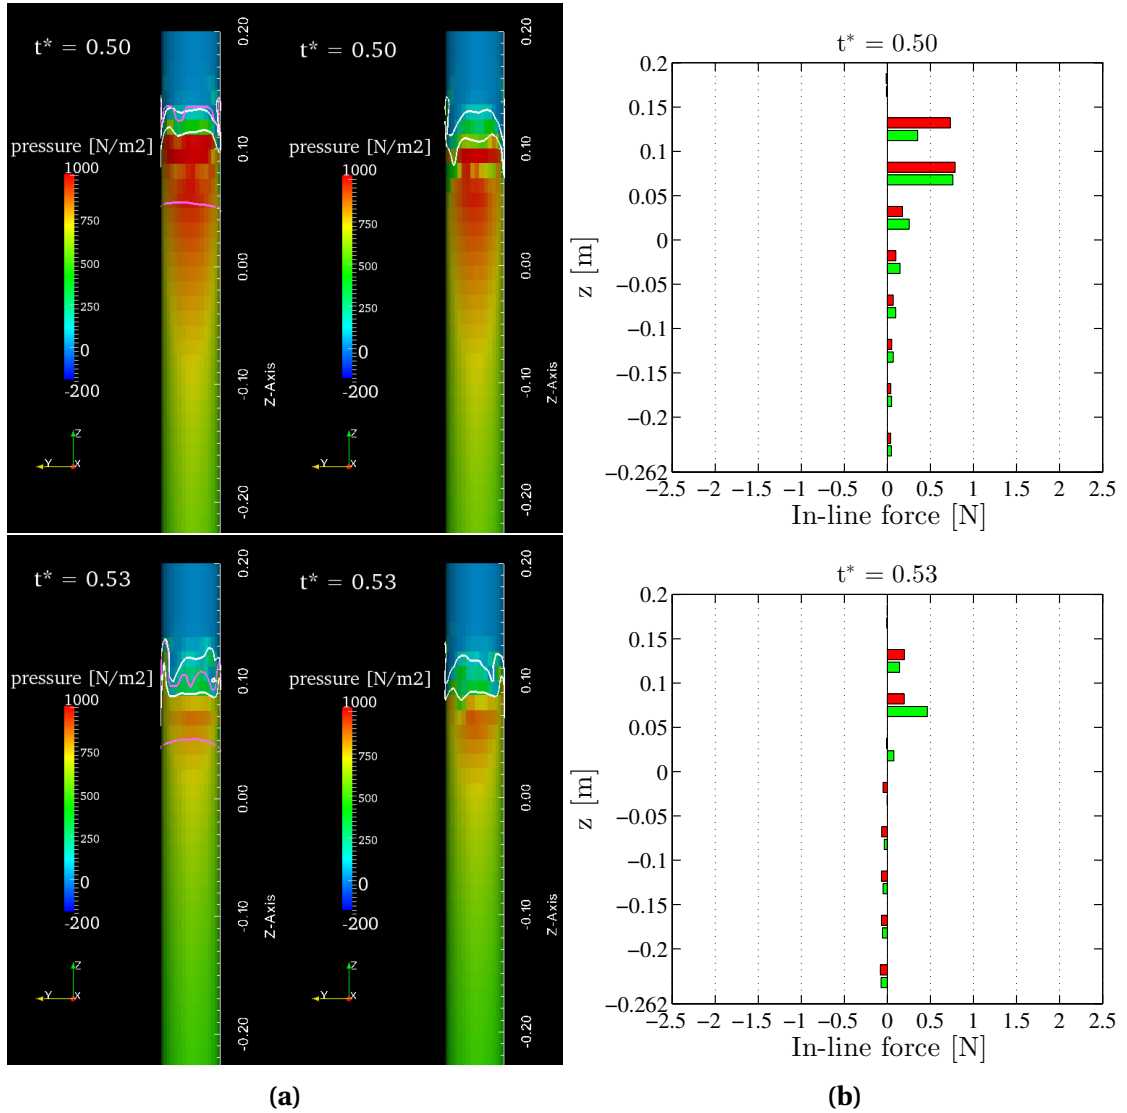 t* = 0.50
t* = 0.50
pressure [N/m2]
1000
750
500
250
0
-200
Z
Y
X
0.20
0.10
0.00
-0.10
-0.20
Z-Axis
pressure [N/m2]
1000
750
500
250
0
-200
Z
Y
X
0.20
0.10
0.00
-0.10
-0.20
Z-Axis
t* = 0.50
0.2
0.15
0.1
0.05
0
−0.05
−0.1
−0.15
−0.2
−0.262
z [m]
−2.5 −2 −1.5 −1 −0.5 0 0.5 1 1.5 2 2.5
In-line force [N]
t* = 0.53
t* = 0.53
pressure [N/m2]
1000
750
500
250
0
-200
Z
Y
X
0.20
0.10
0.00
-0.10
-0.20
Z-Axis
pressure [N/m2]
1000
750
500
250
0
-200
Z
Y
X
0.20
0.10
0.00
-0.10
-0.20
Z-Axis
t* = 0.53
0.2
0.15
0.1
0.05
0
−0.05
−0.1
−0.15
−0.2
−0.262
z [m]
−2.5 −2 −1.5 −1 −0.5 0 0.5 1 1.5 2 2.5
In-line force [N]
(a)
(b)